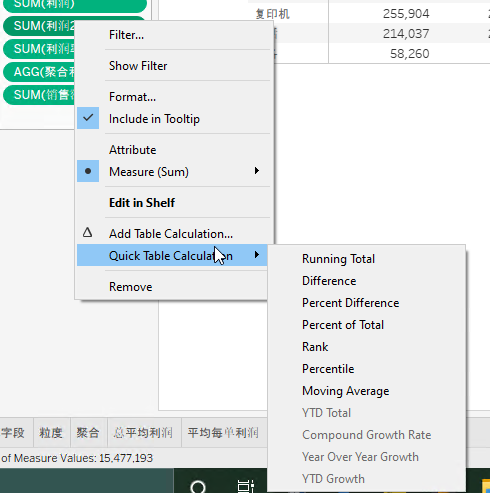 SUM(利润)
SUM(利润2
SUM(利润率
AGG(聚合利
SUM(销售
复印机 255,904
214,037
58,260
Filter...
Show Filter
Format...
Include in Tooltip
Attribute
Measure (Sum)
Edit in Shelf
Add Table Calculation...
Quick Table Calculation
Remove
Running Total
Difference
Percent Difference
Percent of Total
Rank
Percentile
Moving Average
YTD Total
Compound Growth Rate
Year Over Year Growth
YTD Growth
字段 粒度 聚合 总平均利润 平均每单利润
of Measure Values: 15,477,193